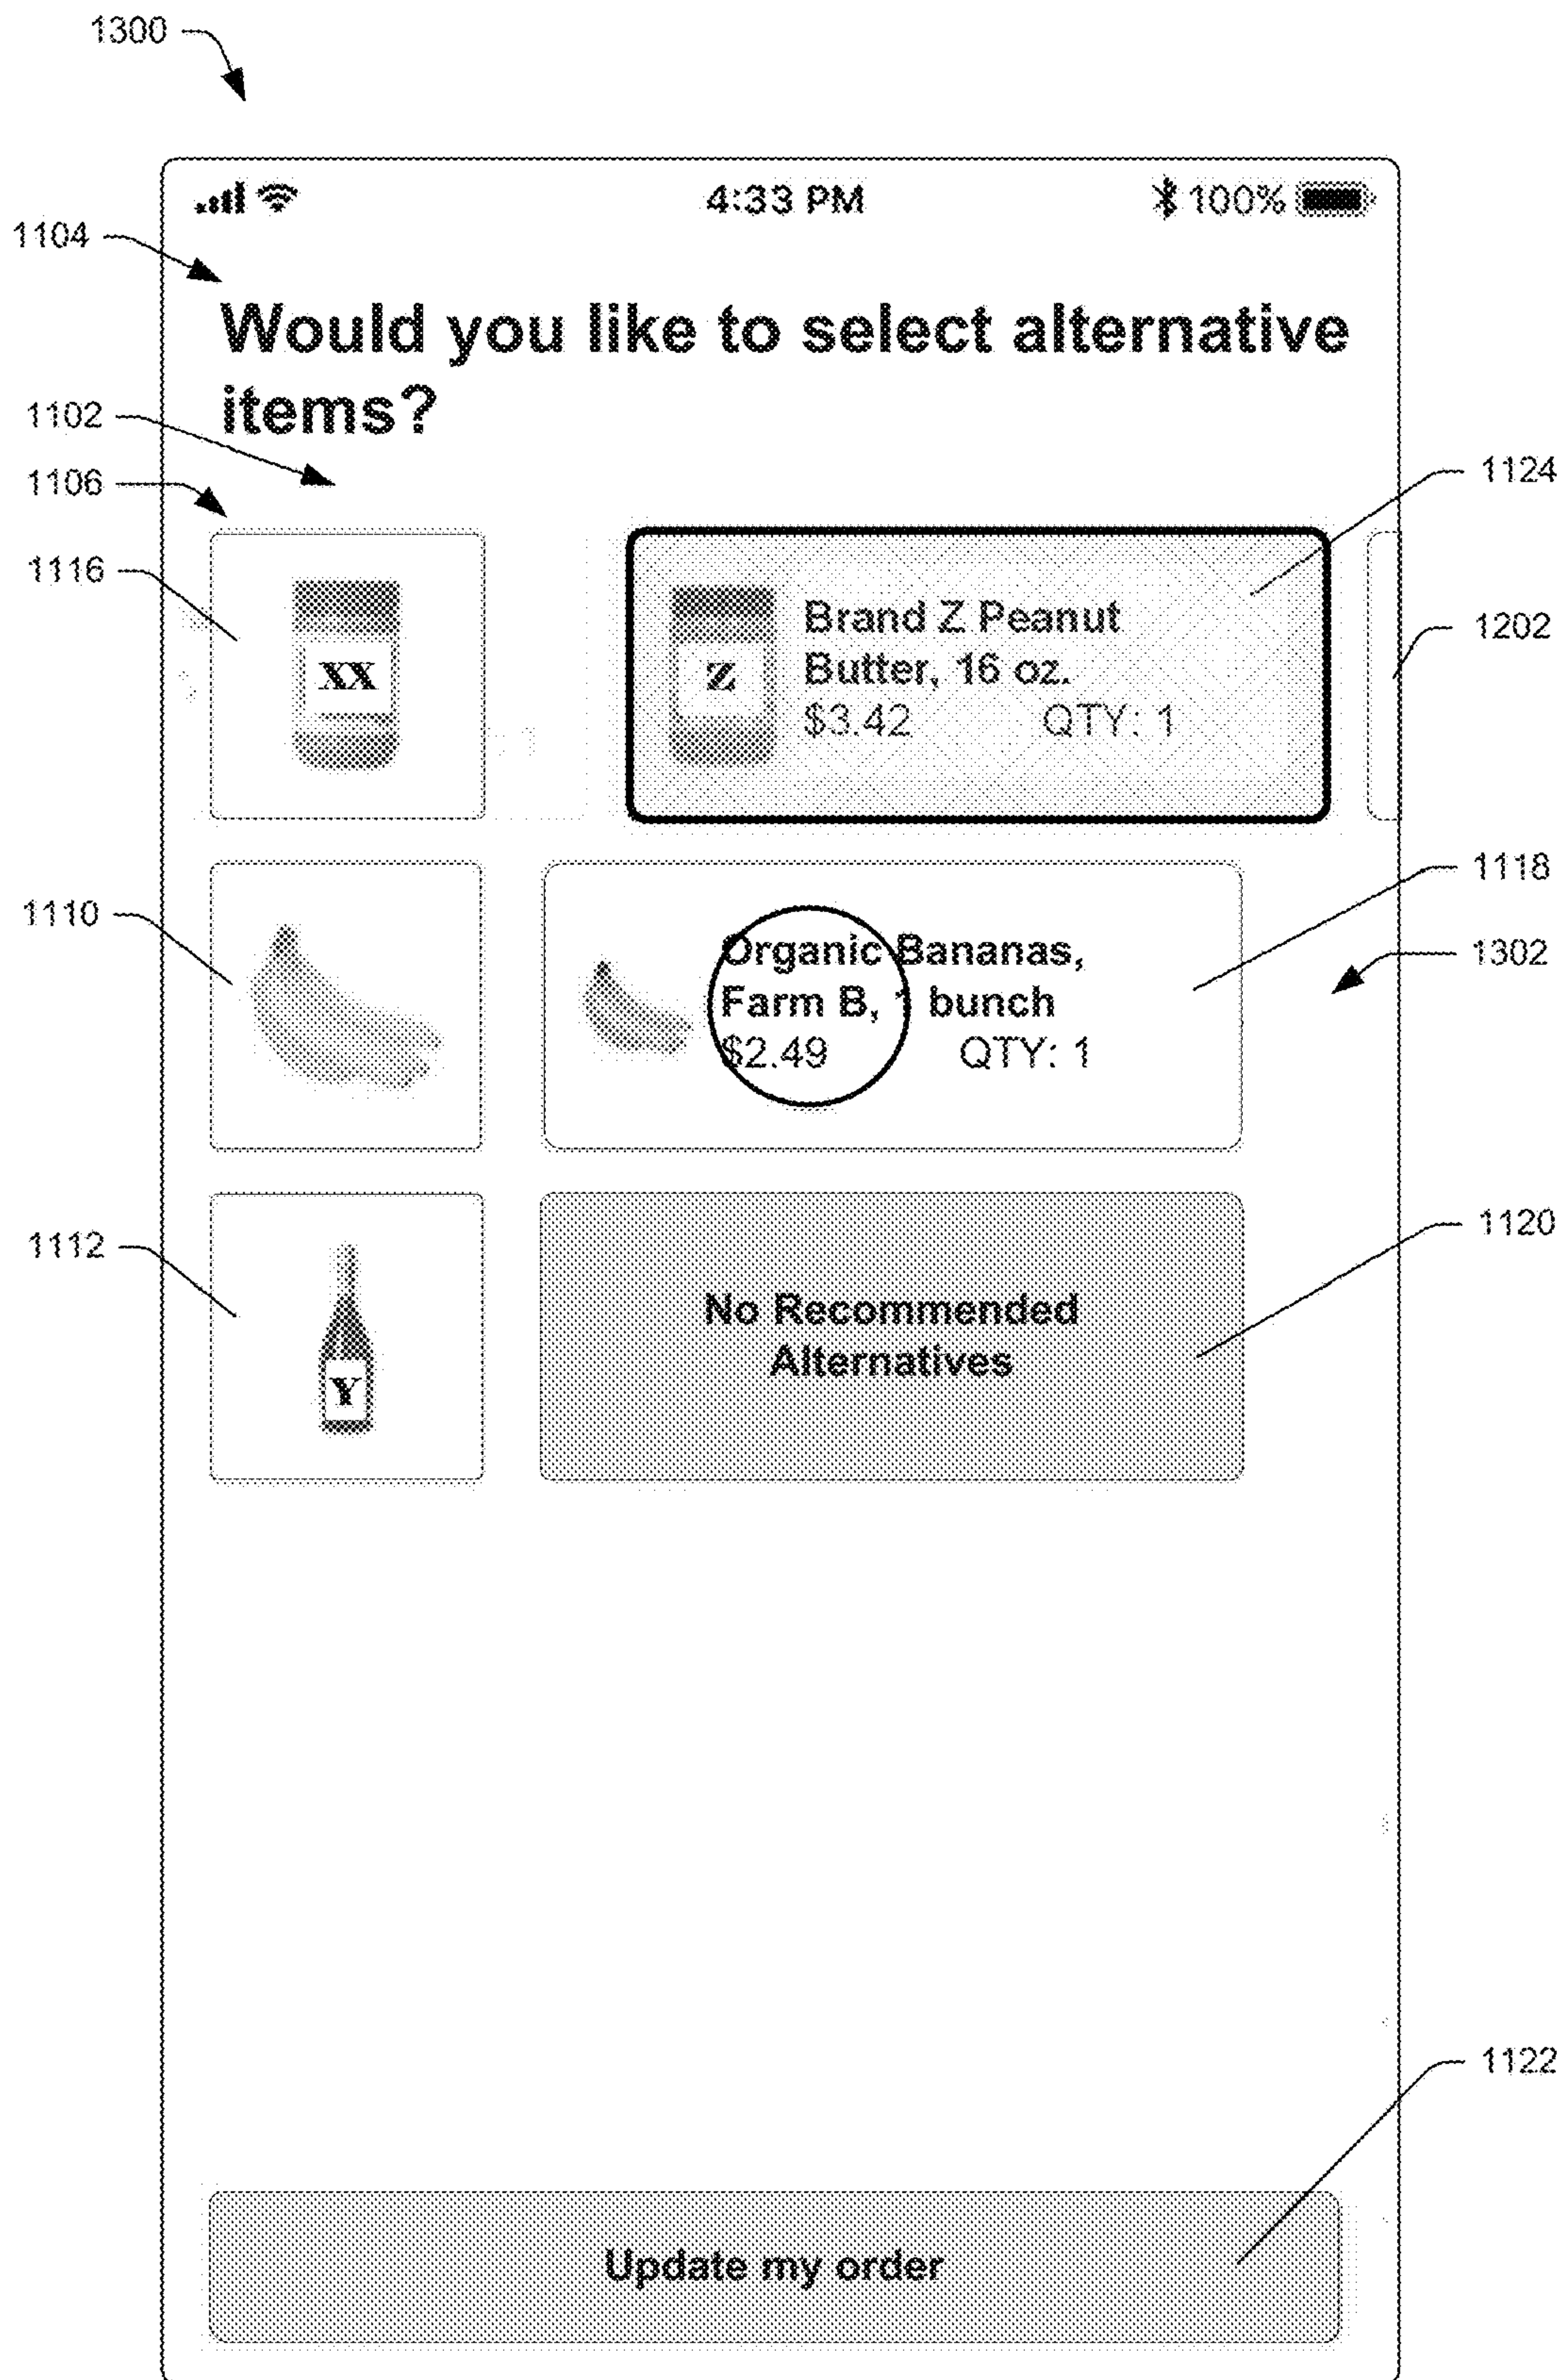 1300
4:33 PM
100%
1104
Would you like to select alternative
items?
1102
1106
1124
1116
1202
XX
Z
Brand Z Peanut
Butter, 16 oz.
$3.42 QTY: 1
1118
1110
1302
Organic Bananas,
Farm B, 1 bunch
$2.49 QTY: 1
1120
1112
Y
No Recommended
Alternatives
1122
Update my order